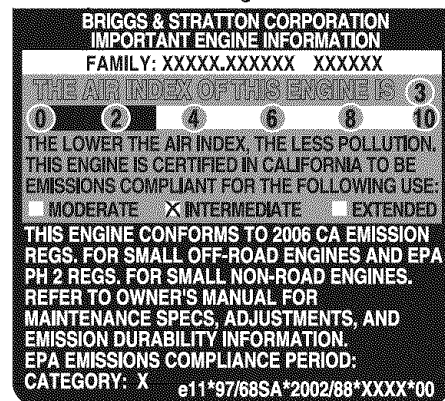 BRIGGS & STRATTON CORPORATION
IMPORTANT ENGINE INFORMATION
FAMILY: XXXXX.XXXXXX XXXXXX
THE AIR INDEX OF THIS ENGINE IS 3
0 2 4 6 8 10
THE LOWER THE AIR INDEX, THE LESS POLLUTION.
THIS ENGINE IS CERTIFIED IN CALIFORNIA TO BE
EMISSIONS COMPLIANT FOR THE FOLLOWING USE:
MODERATE X INTERMEDIATE EXTENDED
THIS ENGINE CONFORMS TO 2006 CA EMISSION
REGS. FOR SMALL OFF-ROAD ENGINES AND EPA
PH 2 REGS. FOR SMALL NON-ROAD ENGINES.
REFER TO OWNER'S MANUAL FOR
MAINTENANCE SPECS, ADJUSTMENTS, AND
EMISSION DURABILITY INFORMATION.
EPA EMISSIONS COMPLIANCE PERIOD:
CATEGORY: X e11*97/68SA*2002/88*XXXX*00